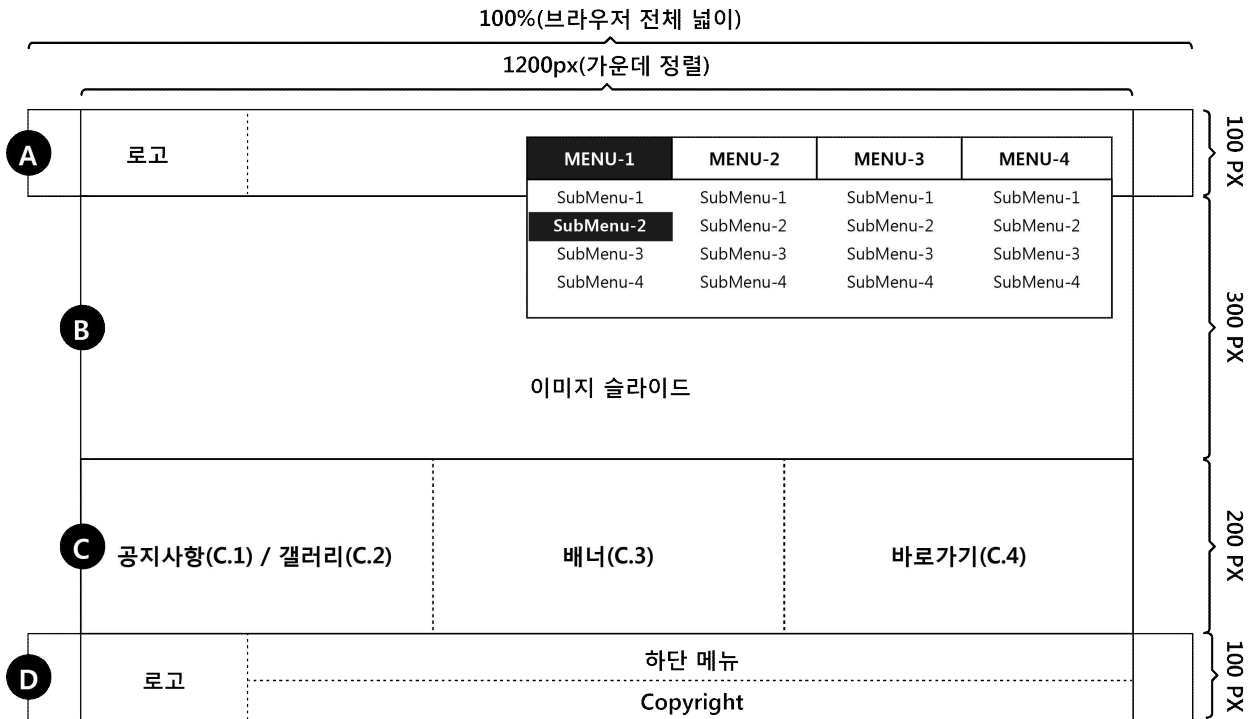 100%(브라우저 전체 넓이)
1200px(가운데 정렬)
A
로고
MENU-1 MENU-2 MENU-3 MENU-4
100 PX
SubMenu-1 SubMenu-1 SubMenu-1 SubMenu-1
SubMenu-2 SubMenu-2 SubMenu-2 SubMenu-2
SubMenu-3 SubMenu-3 SubMenu-3 SubMenu-3
SubMenu-4 SubMenu-4 SubMenu-4 SubMenu-4
B
300 PX
이미지 슬라이드
C
공지사항(C.1) / 갤러리(C.2)
배너(C.3)
바로가기(C.4)
200 PX
D
로고
하단 메뉴
Copyright
100 PX